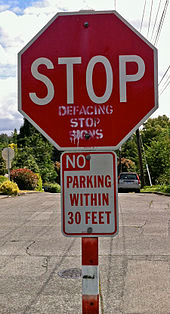 STOP
DEFACING
STOP
SIGNS
NO
PARKING
WITHIN
30 FEET